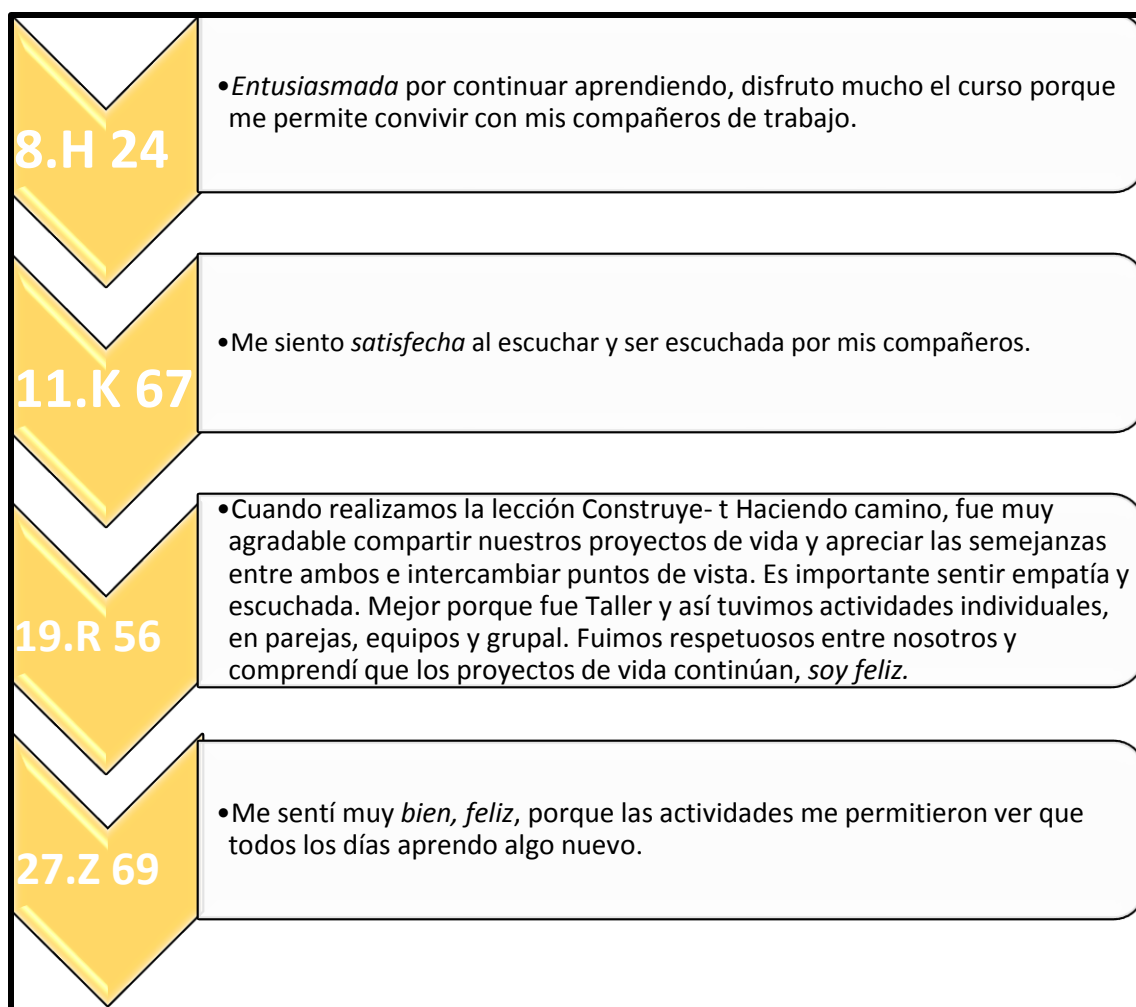 8.H 24
•Entusiasmada por continuar aprendiendo, disfruto mucho el curso porque
me permite convivir con mis compañeros de trabajo.
11.K 67
•Me siento satisfecha al escuchar y ser escuchada por mis compañeros.
19.R 56
•Cuando realizamos la lección Construye- t Haciendo camino, fue muy
agradable compartir nuestros proyectos de vida y apreciar las semejanzas
entre ambos e intercambiar puntos de vista. Es importante sentir empatía y
escuchada. Mejor porque fue Taller y así tuvimos actividades individuales,
en parejas, equipos y grupal. Fuimos respetuosos entre nosotros y
comprendí que los proyectos de vida continúan, soy feliz.
27.Z 69
•Me sentí muy bien, feliz, porque las actividades me permitieron ver que
todos los días aprendo algo nuevo.